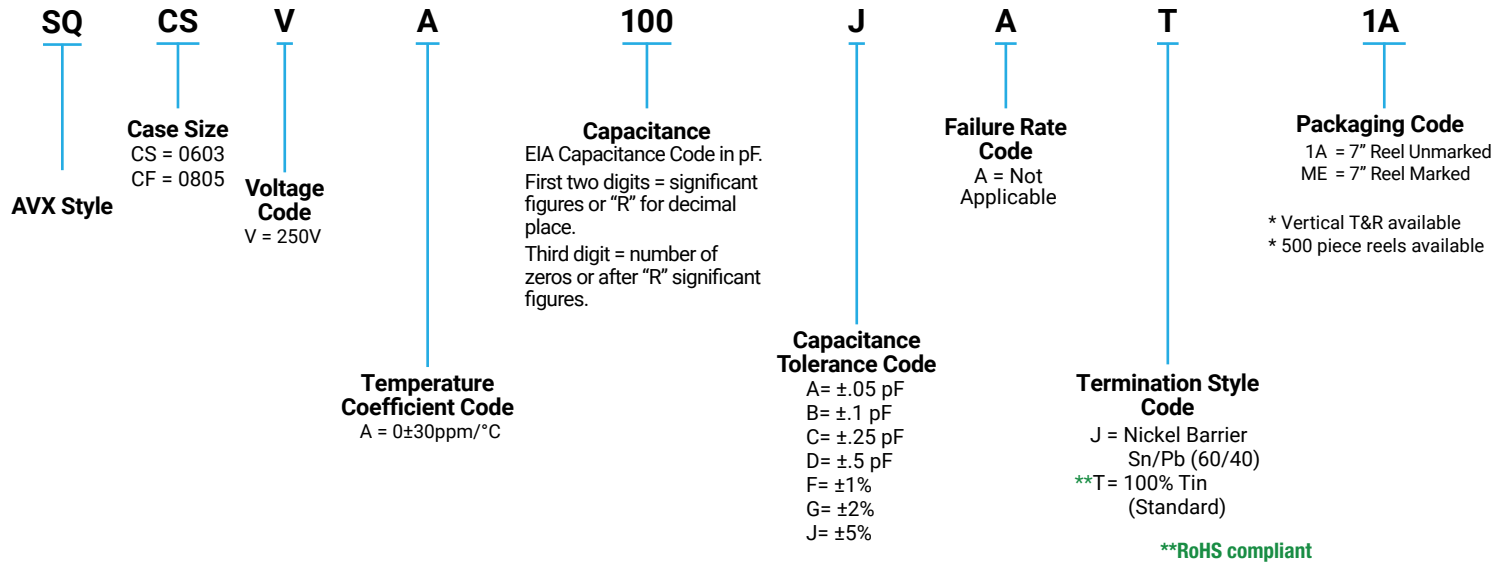 SQ CS V A 100 J A T 1A
AVX Style
Case Size
CS = 0603
CF = 0805
Voltage
Code
V = 250V
Temperature
Coefficient Code
A = 0±30ppm/°C
Capacitance
EIA Capacitance Code in pF.
First two digits = significant
figures or “R” for decimal
place.
Third digit = number of
zeros or after “R” significant
figures.
Capacitance
Tolerance Code
A= ±.05 pF
B= ±.1 pF
C= ±.25 pF
D= ±.5 pF
F= ±1%
G= ±2%
J= ±5%
Failure Rate
Code
A = Not
Applicable
Termination Style
Code
J = Nickel Barrier
Sn/Pb (60/40)
**T= 100% Tin
(Standard)
**RoHS compliant
Packaging Code
1A = 7” Reel Unmarked
ME = 7” Reel Marked
* Vertical T&R available
* 500 piece reels available